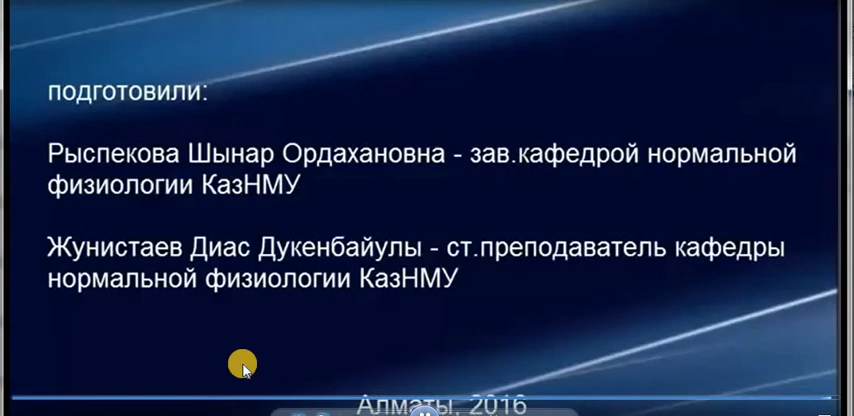 подготовили:
Рыспекова Шынар Ордахановна - зав.кафедрой нормальной
физиологии КазНМУ
Жунистаев Диас Дукенбайулы - ст.преподаватель кафедры
нормальной физиологии КазНМУ
Алматы, 2016